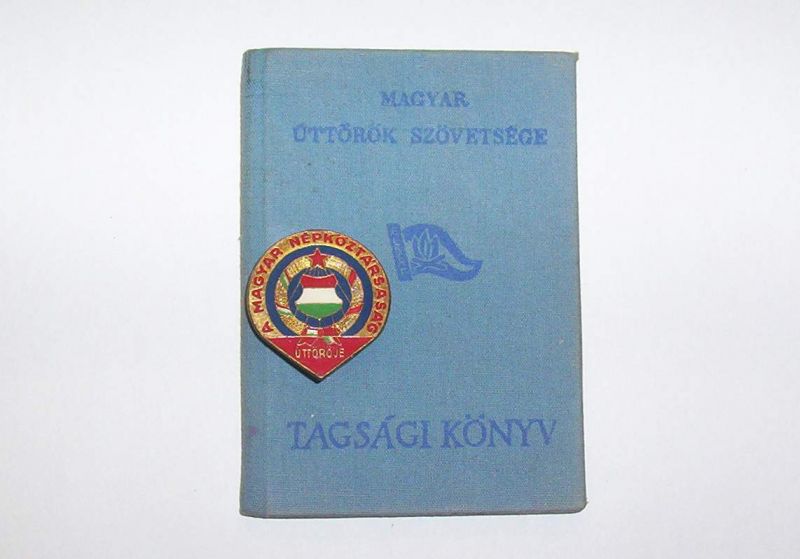 MAGYAR
ÚTTÖRŐK SZÖVETSÉGE
A MAGYAR NÉPKÖZTÁRSASÁG
ÚTTÖRŐJE
TAGSÁGI KÖNYV